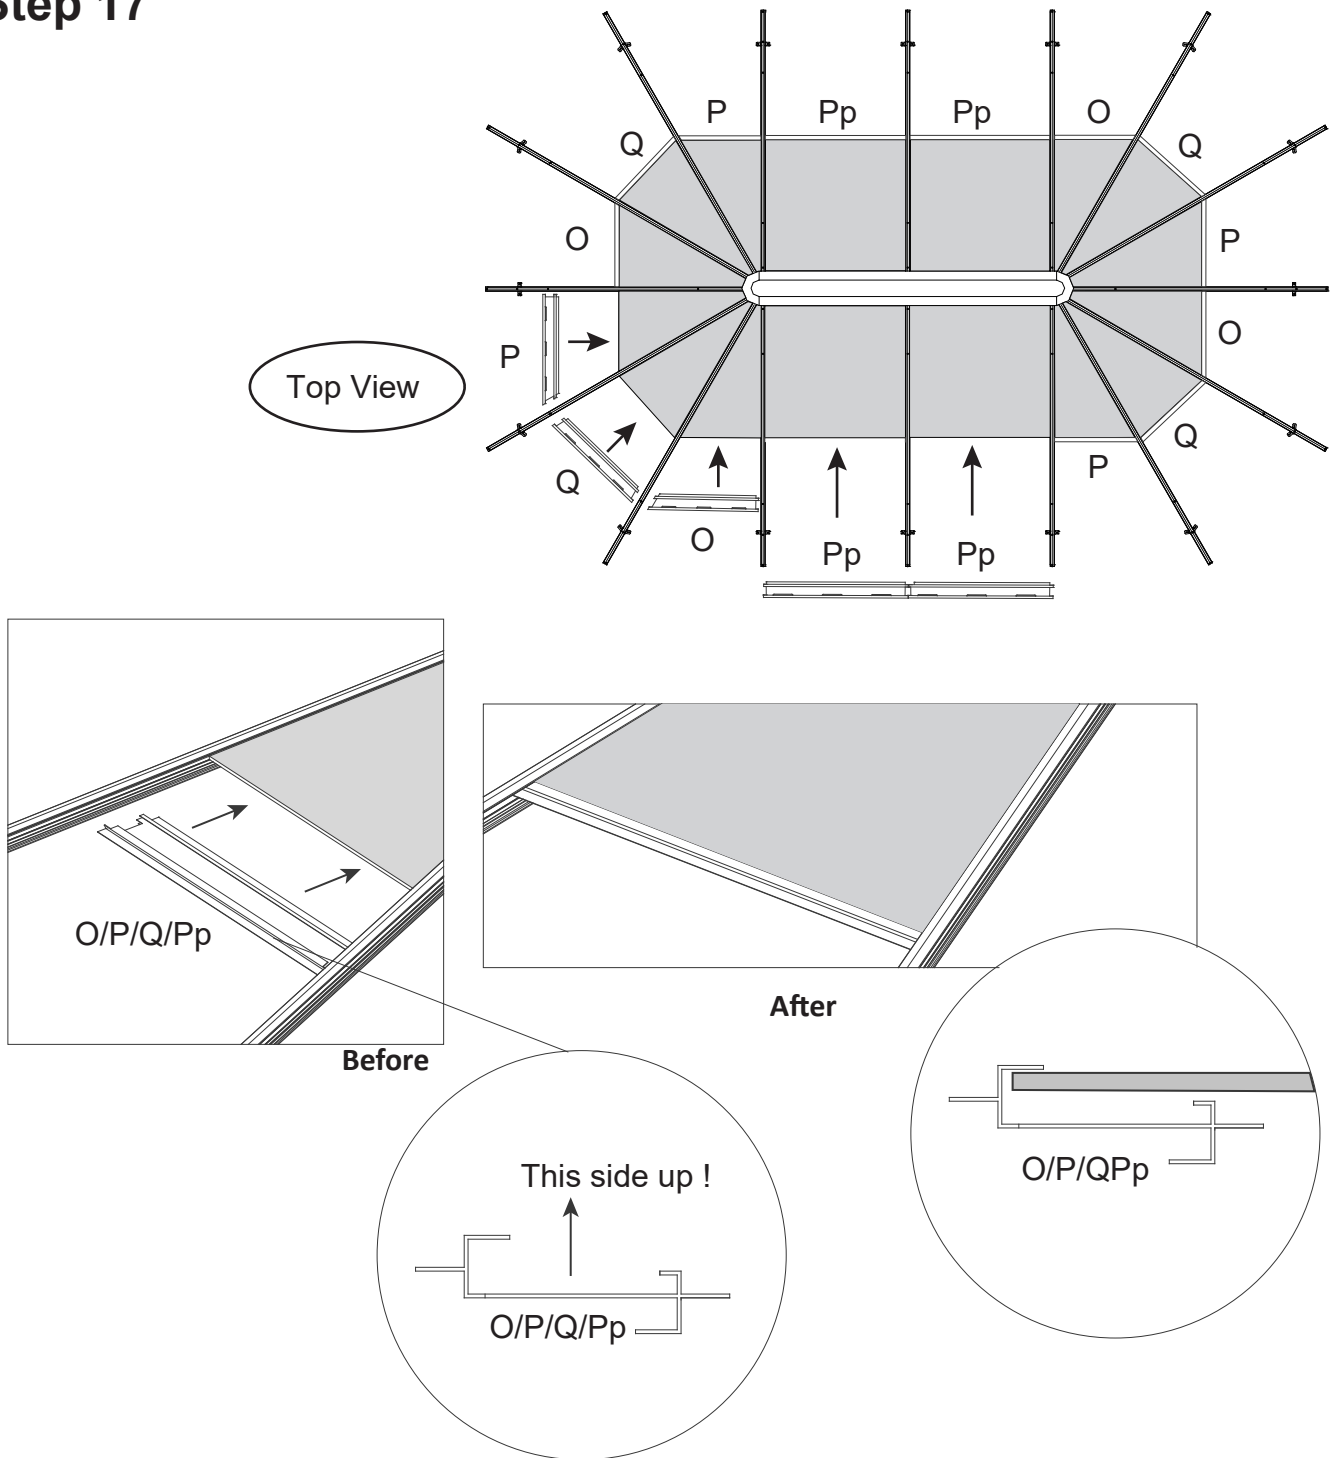 Step 17
P Pp Pp O
Q Q
O P
P O
Top View
Q Q
P
O
Pp Pp
O/P/Q/Pp
Before
After
This side up !
O/P/Q/Pp
O/P/QPp